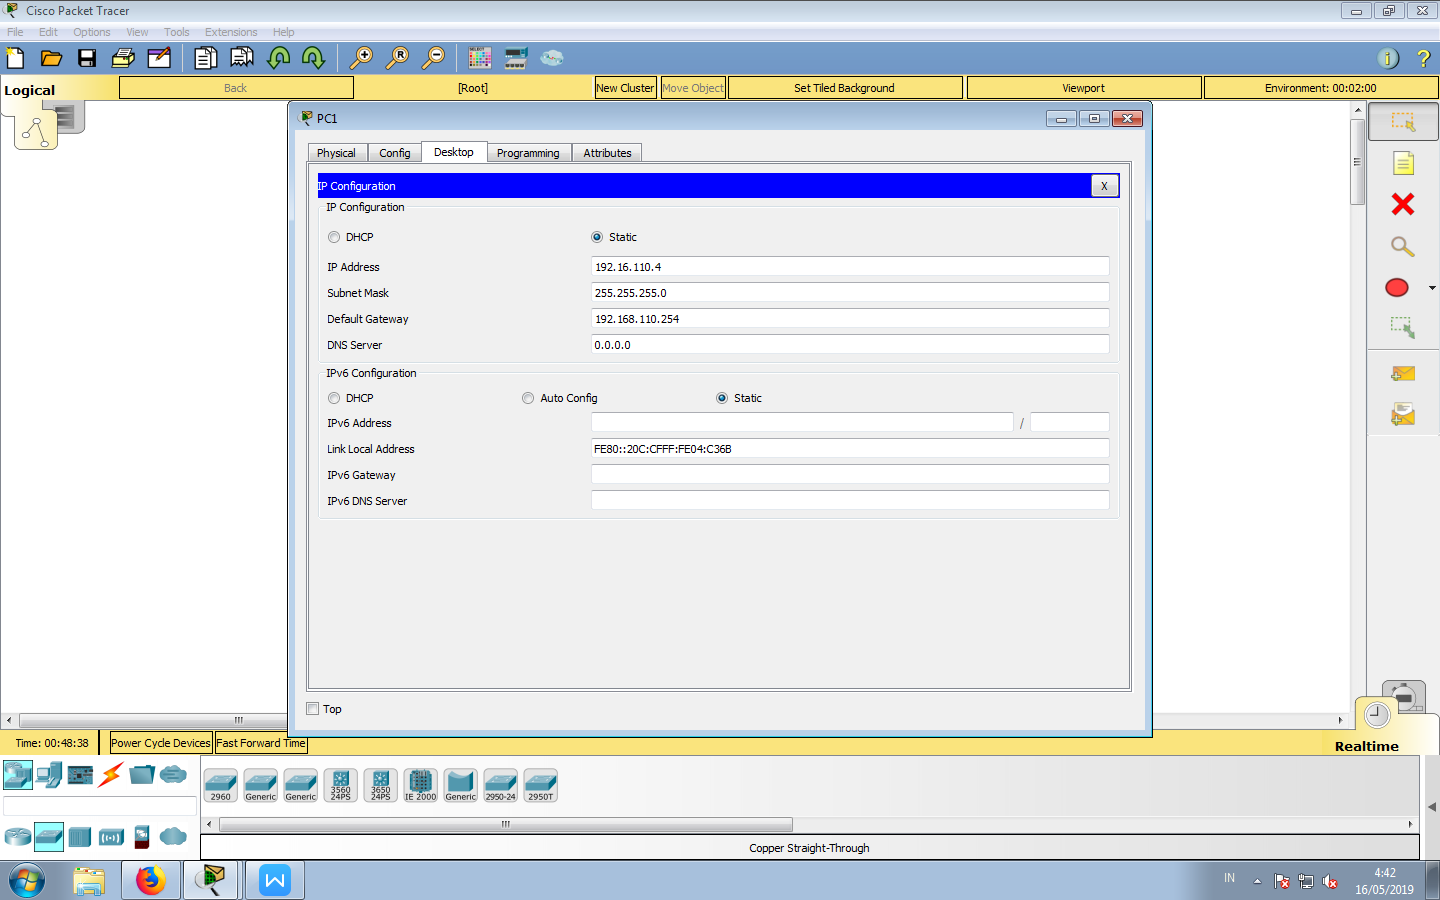 Cisco Packet Tracer
File Edit Options View Tools Extensions Help
Logical Back [Root] New Cluster Move Object Set Tiled Background Viewport Environment: 00:02:00
PC1
Physical Config Desktop Programming Attributes
IP Configuration X
IP Configuration
DHCP Static
IP Address 192.16.110.4
Subnet Mask 255.255.255.0
Default Gateway 192.168.110.254
DNS Server 0.0.0.0
IPv6 Configuration
DHCP Auto Config Static
IPv6 Address /
Link Local Address FE80::20C:CFFF:FE04:C36B
IPv6 Gateway
IPv6 DNS Server
Top
Time: 00:48:38 Power Cycle Devices Fast Forward Time Realtime
2960 Generic Generic 3560 24PS 3650 24PS IE 2000 Generic 2950-24 2950T
Copper Straight-Through
IN 4:42
16/05/2019